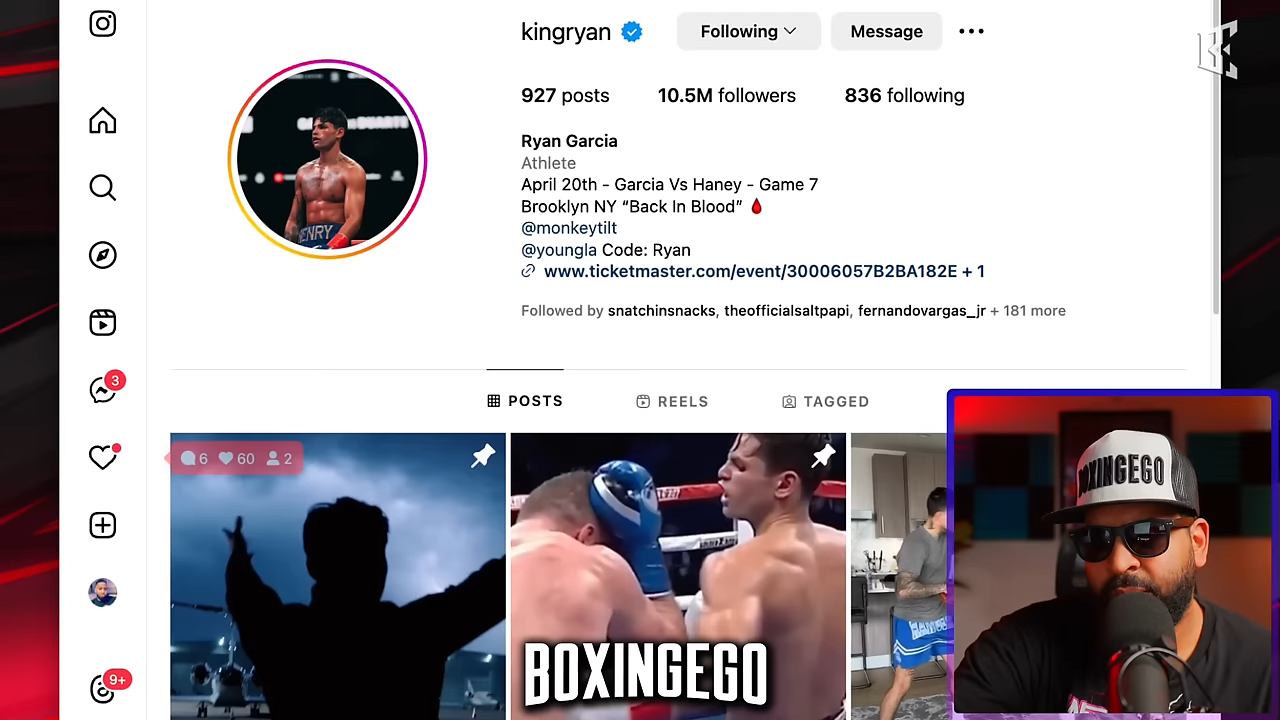 kingryan
Following
Message
927 posts
10.5M followers
836 following
Ryan Garcia
Athlete
April 20th - Garcia Vs Haney - Game 7
Brooklyn NY “Back In Blood” 🩸
@monkeytilt
@youngla Code: Ryan
www.ticketmaster.com/event/30006057B2BA182E + 1
Followed by snatchinsnacks, theofficialsaltpapi, fernandovargas_jr + 181 more
3
POSTS
REELS
TAGGED
6 60 2
9+
BOXINGEGO
BOXINGEGO